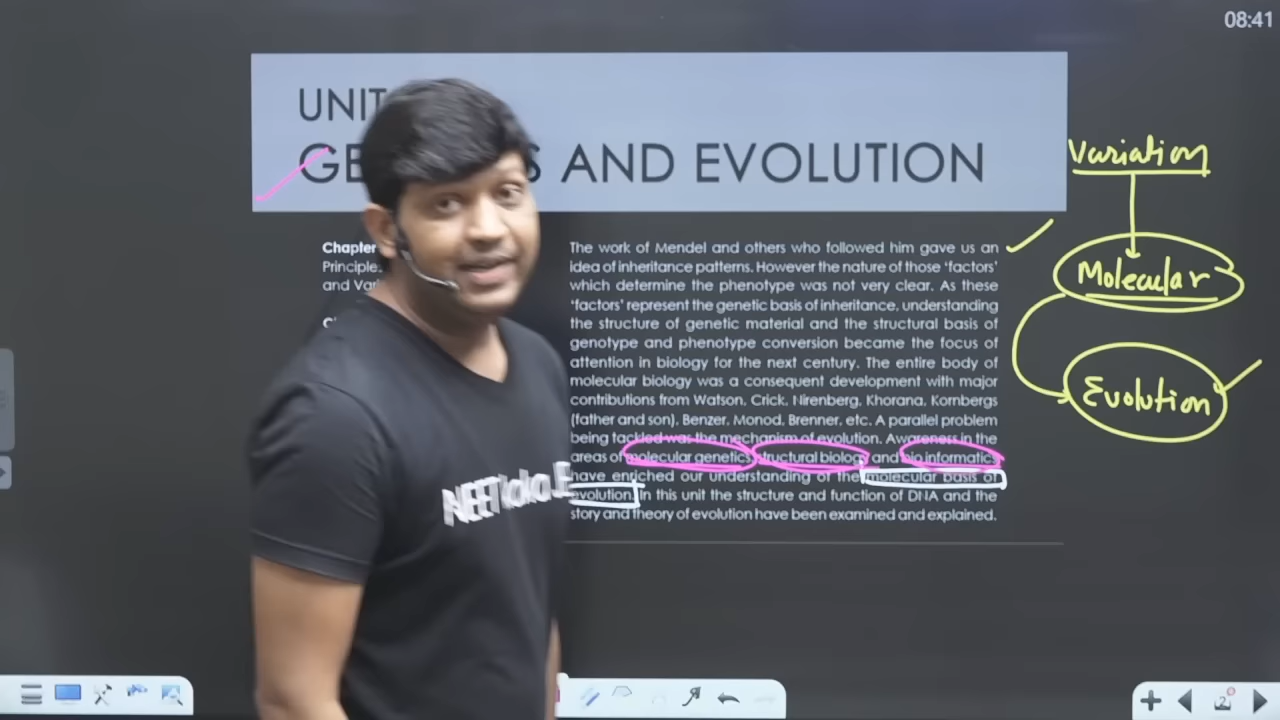 08:41
UNIT
GE S AND EVOLUTION
Variation
Molecular
Evolution
Chapter
Principle
and Var
The work of Mendel and others who followed him gave us an
idea of inheritance patterns. However the nature of those ‘factors’
which determine the phenotype was not very clear. As these
‘factors’ represent the genetic basis of inheritance, understanding
the structure of genetic material and the structural basis of
genotype and phenotype conversion became the focus of
attention in biology for the next century. The entire body of
molecular biology was a consequent development with major
contributions from Watson, Crick, Nirenberg, Khorana, Kornbergs
(father and son), Benzer, Monod, Brenner, etc. A parallel problem
being tackled was the mechanism of evolution. Awareness in the
areas of molecular genetics, structural biology and bio informatics
have enriched our understanding of the molecular basis of
evolution. In this unit the structure and function of DNA and the
story and theory of evolution have been examined and explained.